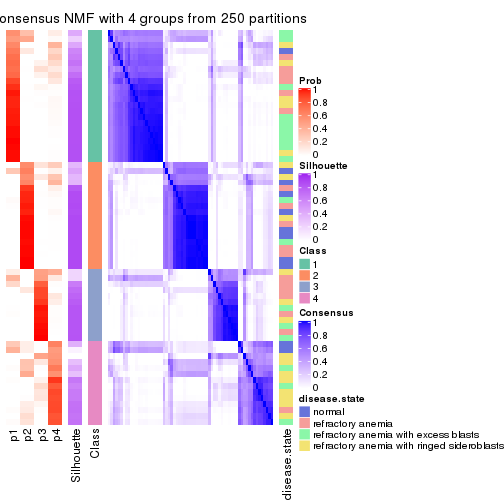 onsensus NMF with 4 groups from 250 partitions
Prob
1
0.8
0.6
0.4
0.2
0
Silhouette
1
0.8
0.6
0.4
0.2
0
Class
1
2
3
4
Consensus
1
0.8
0.6
0.4
0.2
0
disease.state
normal
refractory anemia
refractory anemia with excess blasts
refractory anemia with ringed sideroblasts
p1
p2
p3
p4
Silhouette
Class
disease.state